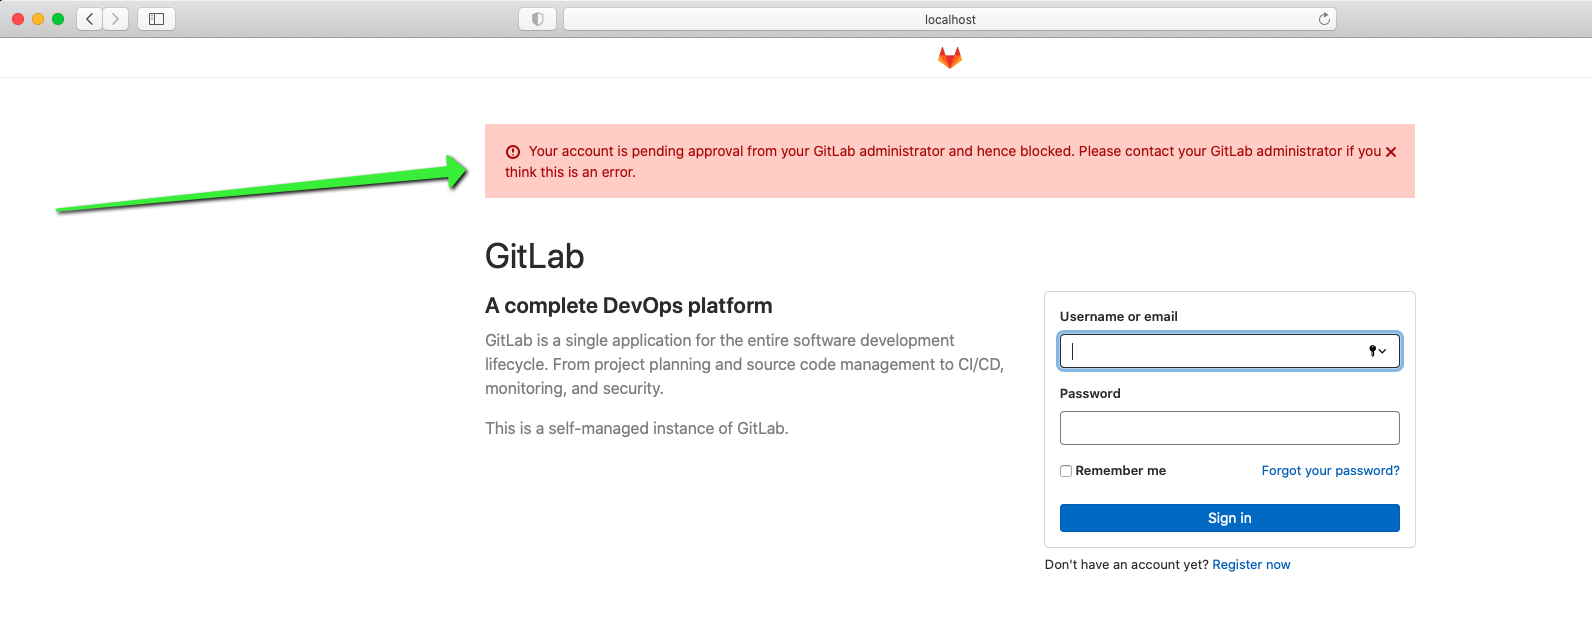 localhost
Your account is pending approval from your GitLab administrator and hence blocked. Please contact your GitLab administrator if you
think this is an error.
GitLab
A complete DevOps platform
GitLab is a single application for the entire software development
lifecycle. From project planning and source code management to CI/CD,
monitoring, and security.
This is a self-managed instance of GitLab.
Username or email
Password
Remember me
Forgot your password?
Sign in
Don't have an account yet? Register now